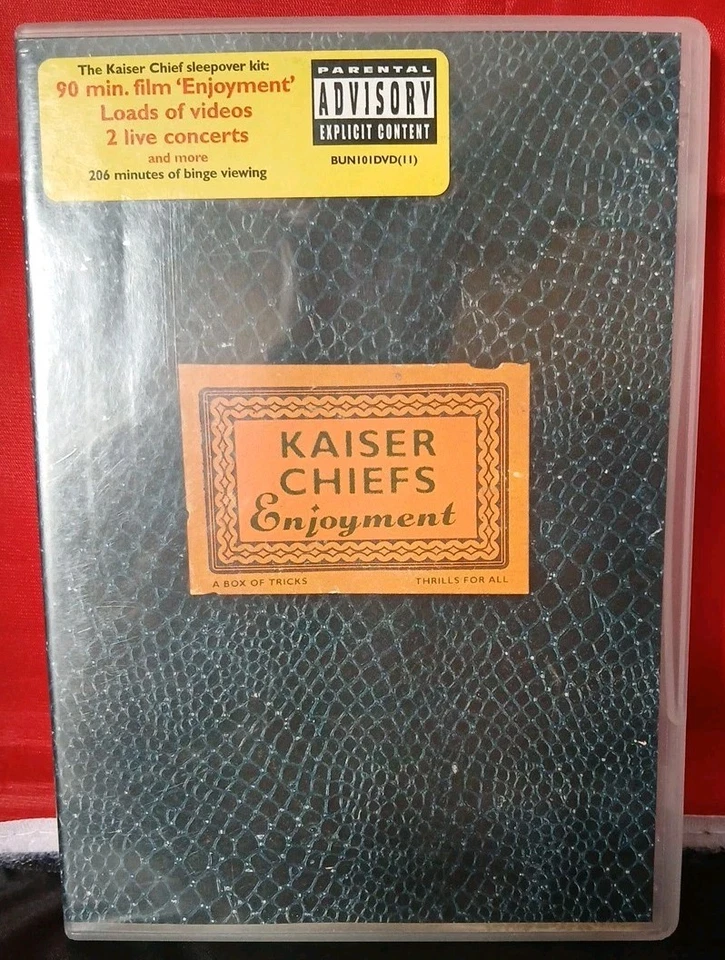 The Kaiser Chief sleepover kit:
90 min. film 'Enjoyment'
Loads of videos
2 live concerts
and more
206 minutes of binge viewing
PARENTAL
ADVISORY
EXPLICIT CONTENT
BUN101DVD(11)
KAISER
CHIEFS
Enjoyment
A BOX OF TRICKS
THRILLS FOR ALL